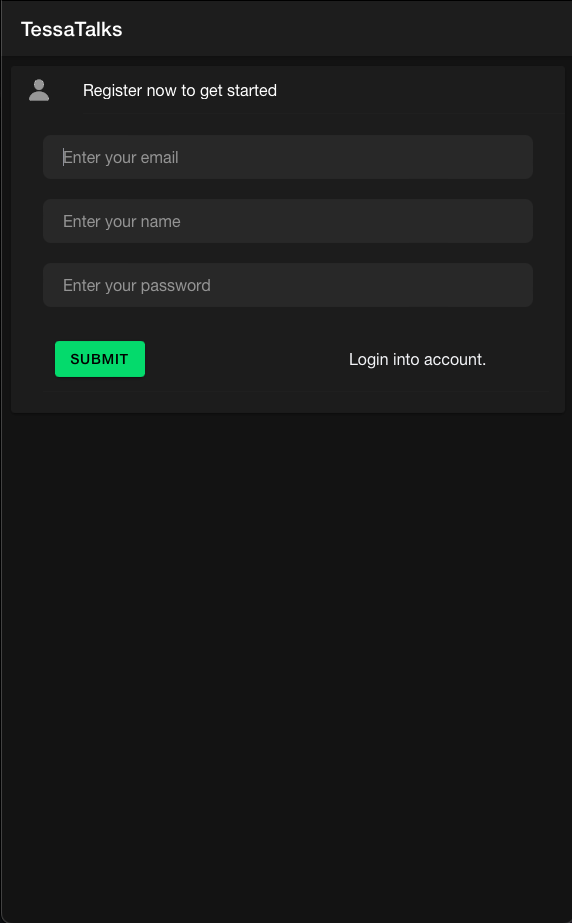 TessaTalks
Register now to get started
Enter your email
Enter your name
Enter your password
SUBMIT
Login into account.